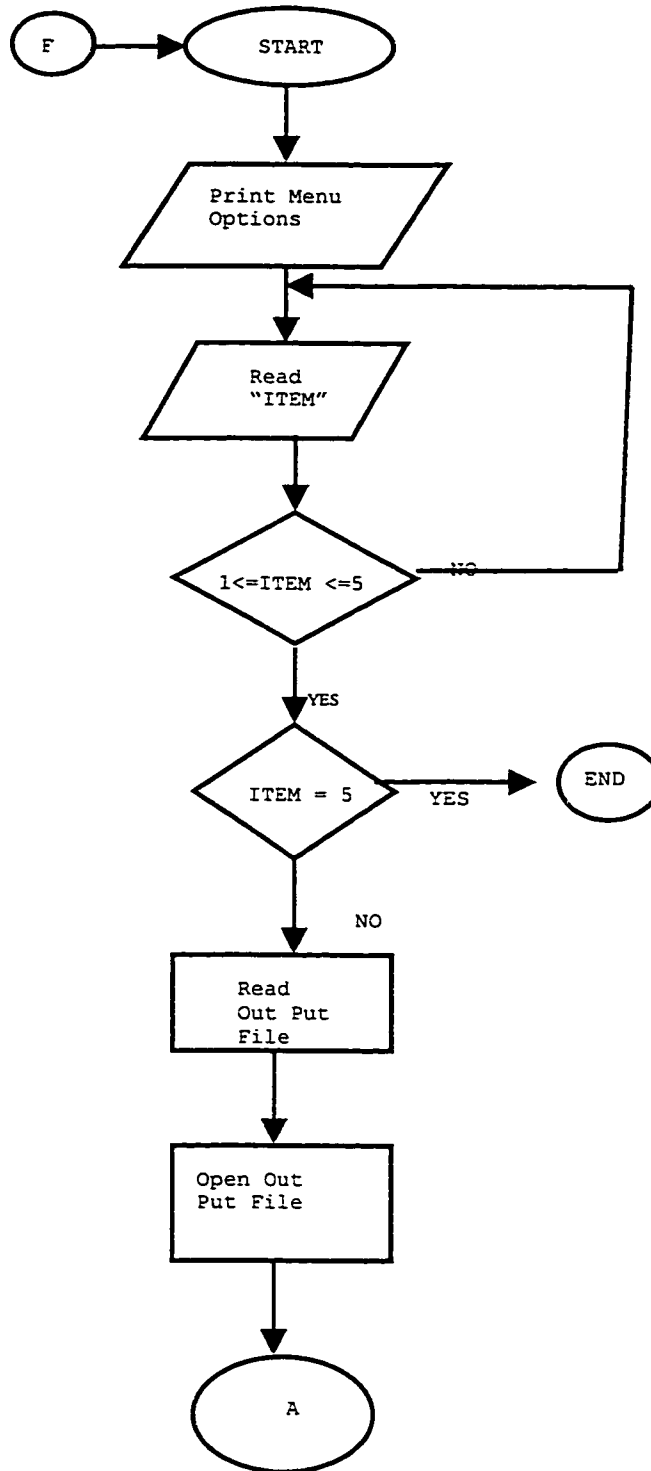 F
START
Print Menu
Options
Read
“ITEM”
1<=ITEM <=5
NO
YES
ITEM = 5
YES
END
NO
Read
Out Put
File
Open Out
Put File
A